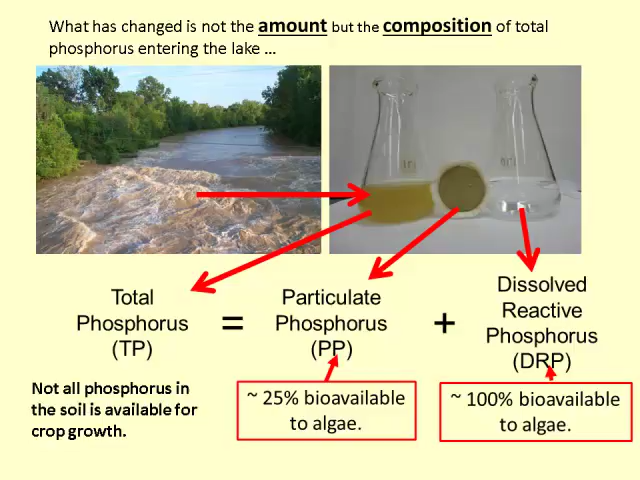 What has changed is not the amount but the composition of total
phosphorus entering the lake ...
Total
Phosphorus
(TP)
=
Particulate
Phosphorus
(PP)
+
Dissolved
Reactive
Phosphorus
(DRP)
Not all phosphorus in
the soil is available for
crop growth.
~ 25% bioavailable
to algae.
~ 100% bioavailable
to algae.